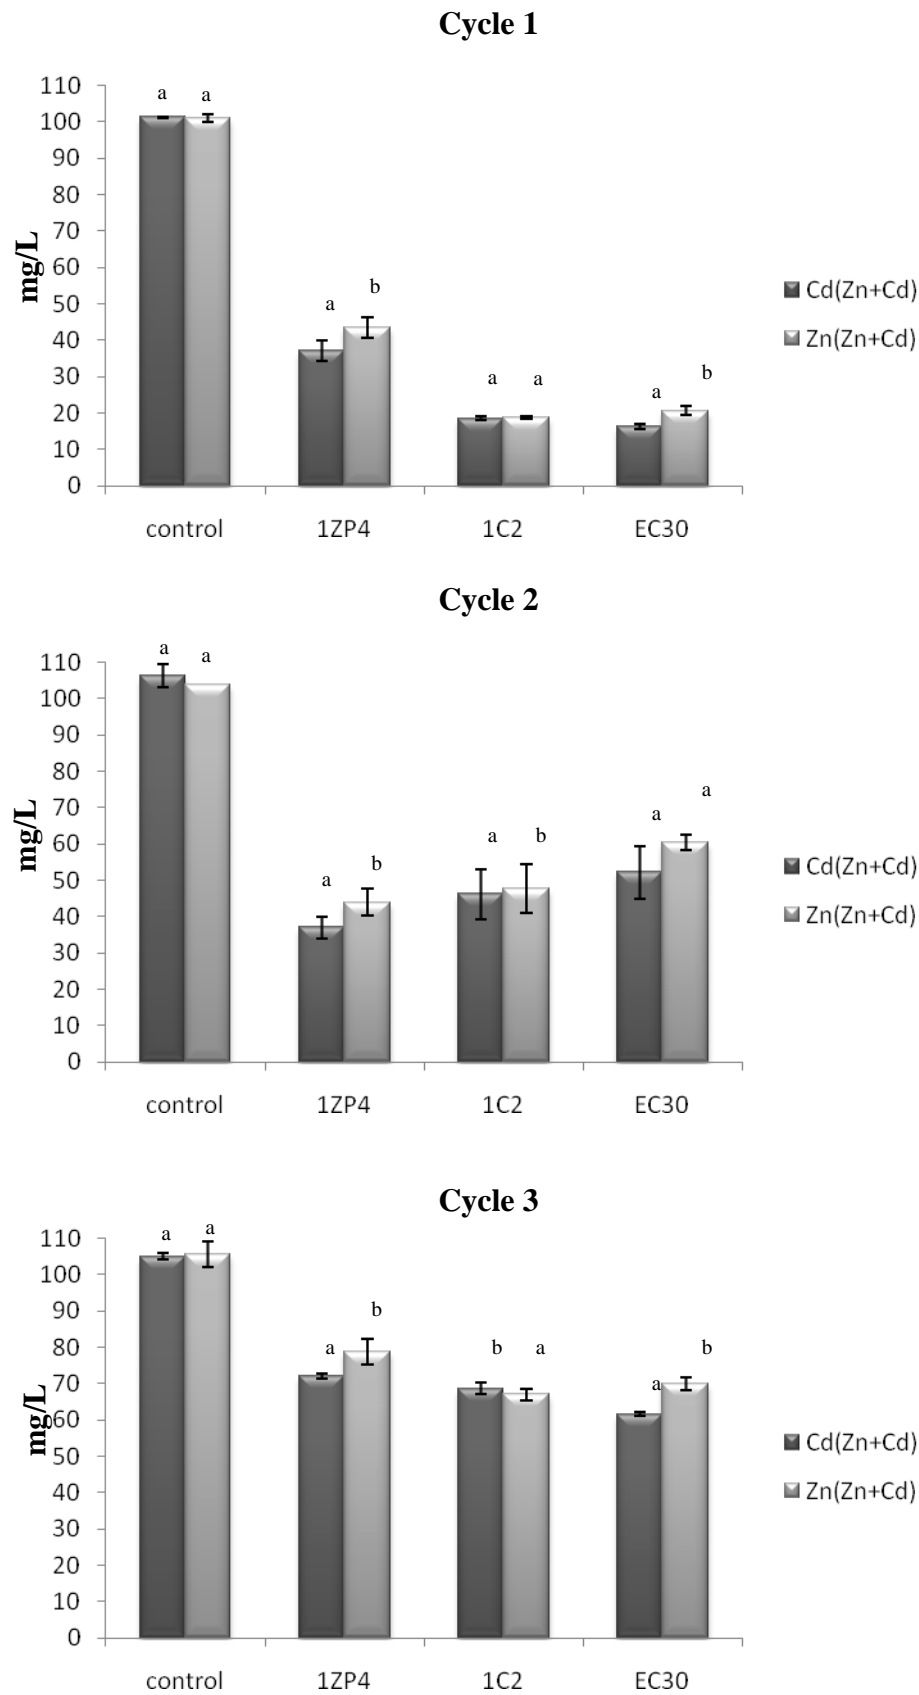 Cycle 1
110
100
90
80
70
60
50
40
30
20
10
0
mg/L
a a
a b
a a
a b
control 1ZP4 1C2 EC30
Cd(Zn+Cd)
Zn(Zn+Cd)
Cycle 2
110
100
90
80
70
60
50
40
30
20
10
0
mg/L
a a
a b
a b
a a
control 1ZP4 1C2 EC30
Cd(Zn+Cd)
Zn(Zn+Cd)
Cycle 3
110
100
90
80
70
60
50
40
30
20
10
0
mg/L
a a
a b
b a
a b
control 1ZP4 1C2 EC30
Cd(Zn+Cd)
Zn(Zn+Cd)